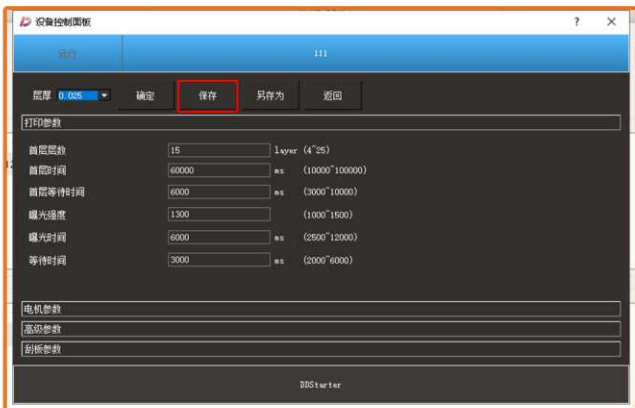 设备控制面板 ? ×
运行 111
层厚 0.025 确定 保存 另存为 返回
打印参数
首层层数 15 layer (4~25)
首层时间 60000 ms (10000~100000)
首层等待时间 6000 ms (3000~10000)
曝光强度 1300 (1000~1500)
曝光时间 6000 ms (2500~12000)
等待时间 3000 ms (2000~6000)
电机参数
高级参数
刮板参数
DDStarter